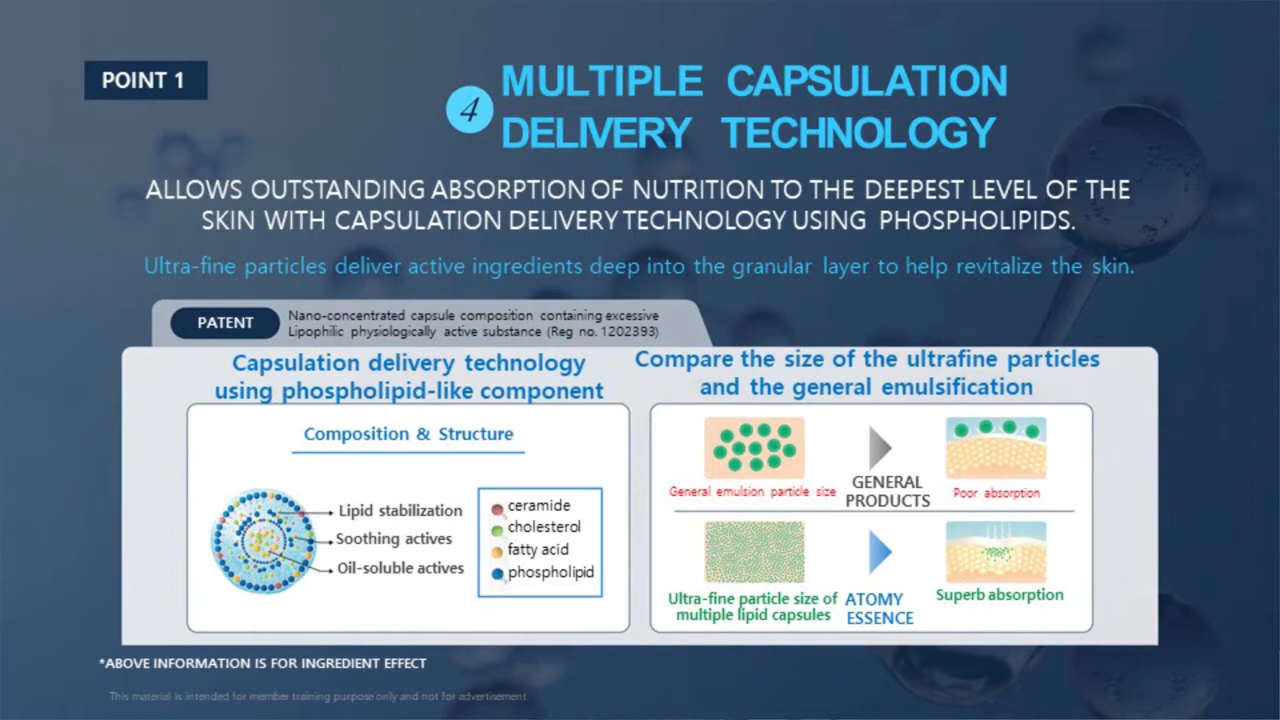 POINT 1
4
MULTIPLE CAPSULATION
DELIVERY TECHNOLOGY
ALLOWS OUTSTANDING ABSORPTION OF NUTRITION TO THE DEEPEST LEVEL OF THE
SKIN WITH CAPSULATION DELIVERY TECHNOLOGY USING PHOSPHOLIPIDS.
Ultra-fine particles deliver active ingredients deep into the granular layer to help revitalize the skin.
PATENT
Nano-concentrated capsule composition containing excessive
Lipophilic physiologically active substance (Reg no. 1202393)
Capsulation delivery technology
using phospholipid-like component
Composition & Structure
Lipid stabilization
Soothing actives
Oil-soluble actives
ceramide
cholesterol
fatty acid
phospholipid
Compare the size of the ultrafine particles
and the general emulsification
General emulsion particle size
GENERAL
PRODUCTS
Poor absorption
Ultra-fine particle size of
multiple lipid capsules
ATOMY
ESSENCE
Superb absorption
*ABOVE INFORMATION IS FOR INGREDIENT EFFECT
This material is intended for member training purpose only and not for advertisement